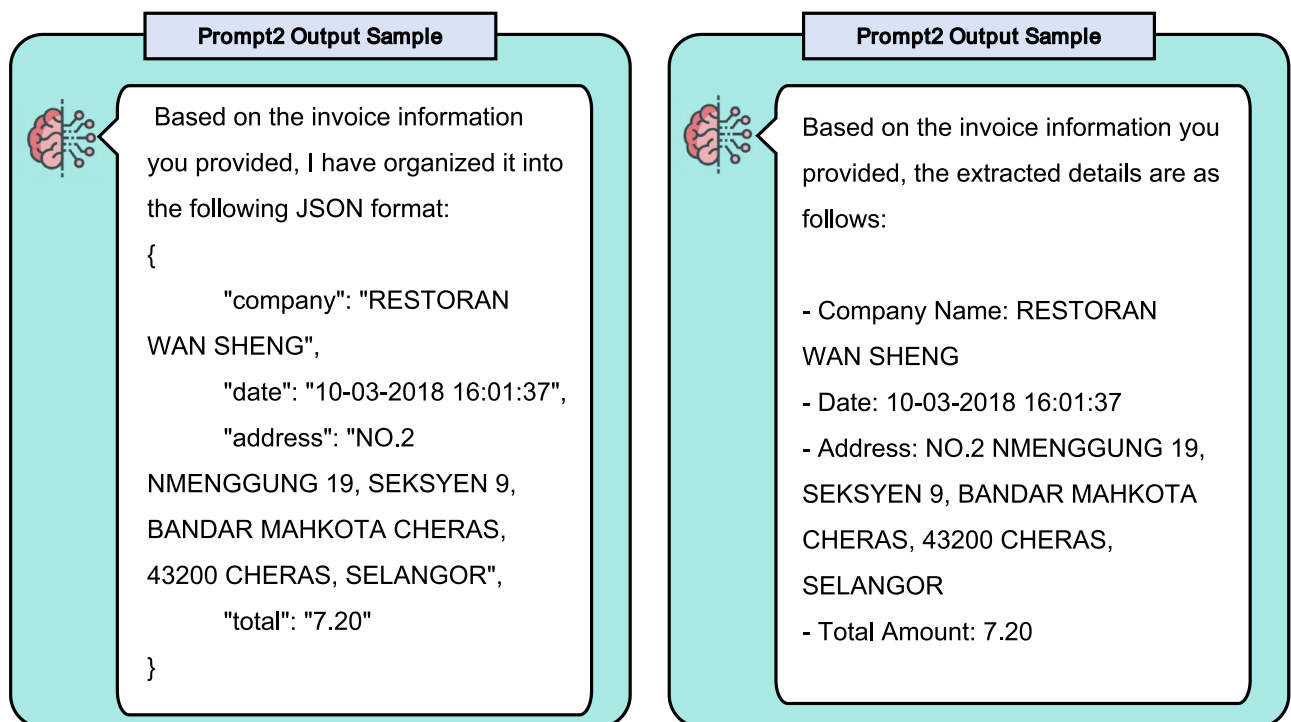 Prompt2 Output Sample
Based on the invoice information
you provided, I have organized it into
the following JSON format:
{
"company": "RESTORAN
WAN SHENG",
"date": "10-03-2018 16:01:37",
"address": "NO.2
NMENGGUNG 19, SEKSYEN 9,
BANDAR MAHKOTA CHERAS,
43200 CHERAS, SELANGOR",
"total": "7.20"
}
Prompt2 Output Sample
Based on the invoice information you
provided, the extracted details are as
follows:
- Company Name: RESTORAN
WAN SHENG
- Date: 10-03-2018 16:01:37
- Address: NO.2 NMENGGUNG 19,
SEKSYEN 9, BANDAR MAHKOTA
CHERAS, 43200 CHERAS,
SELANGOR
- Total Amount: 7.20